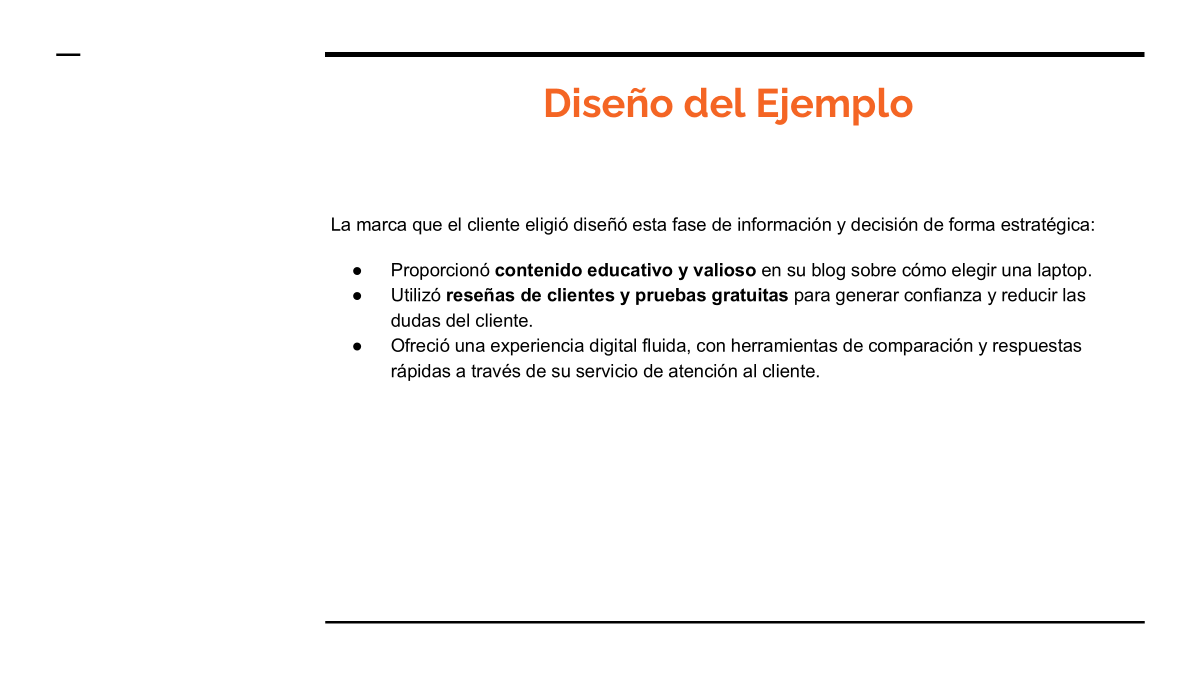 Diseño del Ejemplo
La marca que el cliente eligió diseñó esta fase de información y decisión de forma estratégica:
● Proporcionó contenido educativo y valioso en su blog sobre cómo elegir una laptop.
● Utilizó reseñas de clientes y pruebas gratuitas para generar confianza y reducir las
dudas del cliente.
● Ofreció una experiencia digital fluida, con herramientas de comparación y respuestas
rápidas a través de su servicio de atención al cliente.